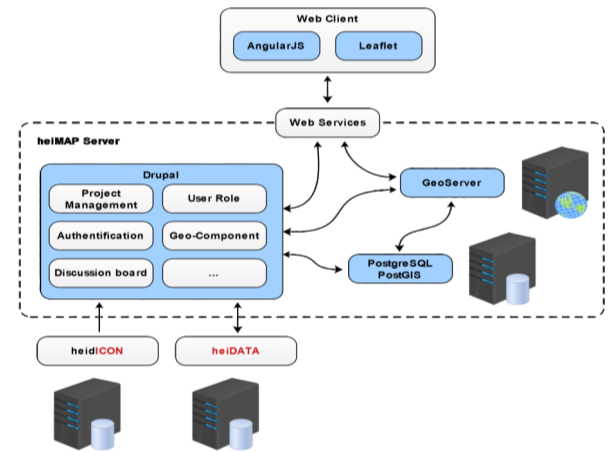 Web Client
AngularJS
Leaflet
Web Services
heiMAP Server
Drupal
Project
Management
User Role
Authentification
Geo-Component
Discussion board
...
GeoServer
PostgreSQL
PostGIS
heidICON
heiDATA